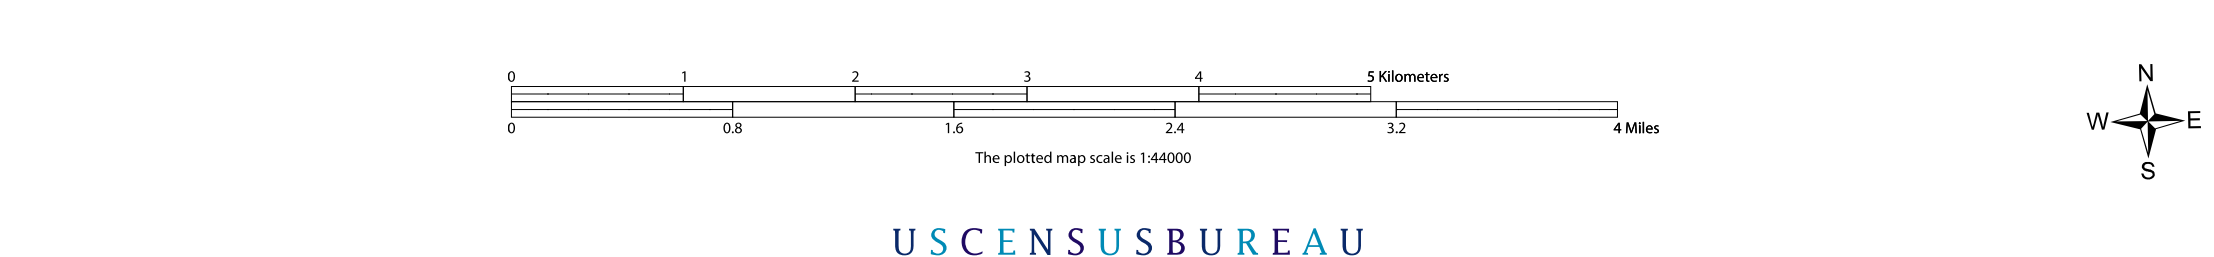 0 1 2 3 4 5 Kilometers
0 0.8 1.6 2.4 3.2 4 Miles
The plotted map scale is 1:44000
USCENSUSBUREAU
N
W E
S